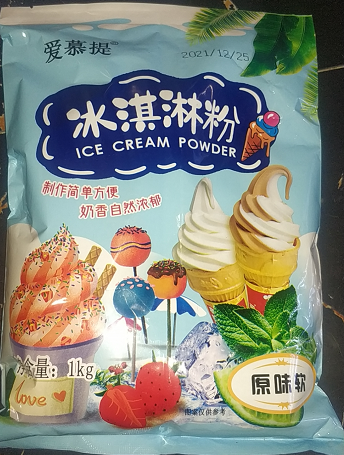 爱慕提
2021/12/25
冰淇淋粉
ICE CREAM POWDER
制作简单方便
奶香自然浓郁
含量：1kg
love
原味软
图案仅供参考